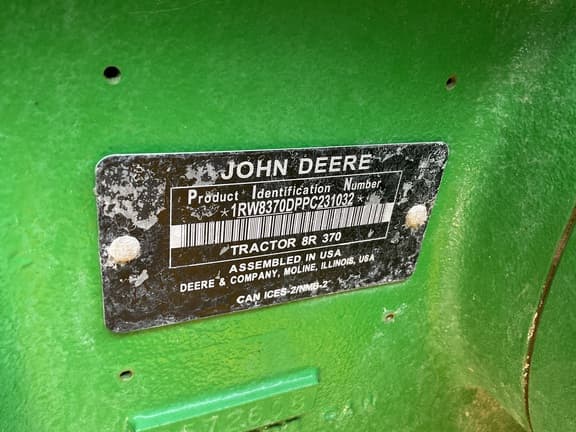 JOHN DEERE
Product Identification Number
*1RW8370DPPC231032*
TRACTOR 8R 370
ASSEMBLED IN USA
DEERE & COMPANY, MOLINE, ILLINOIS, USA
CAN ICES-2/NMB-2